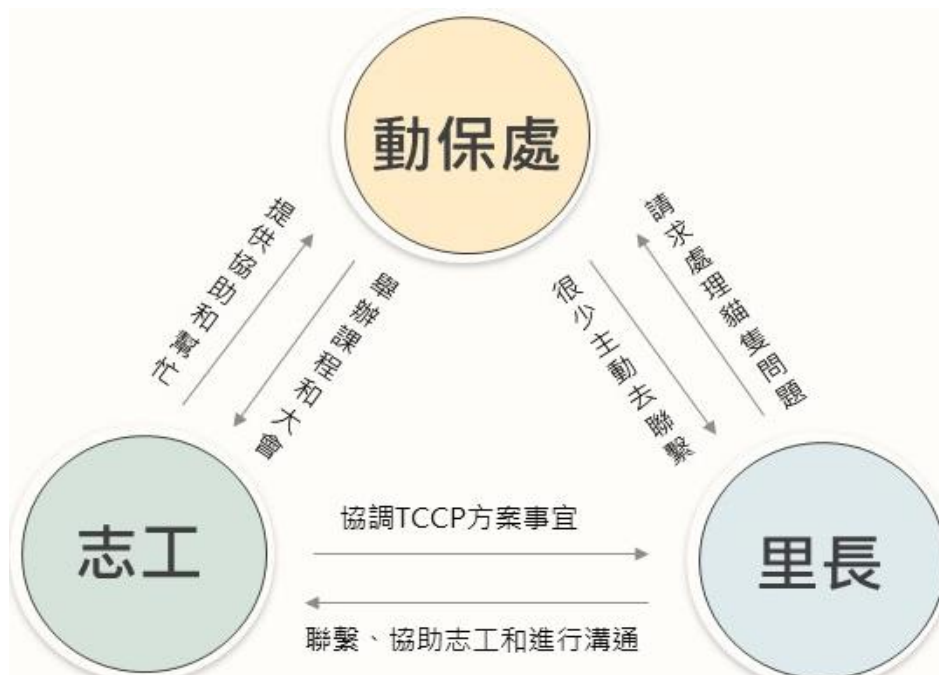 動保處
提供協助和幫忙
舉辦課程和大會
很少主動去聯繫
請求處理貓隻問題
志工
協調TCCP方案事宜
里長
聯繫、協助志工和進行溝通